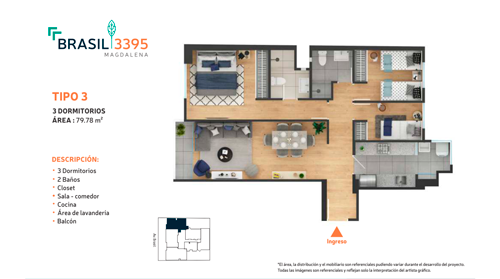 BRASIL 3395
MAGDALENA
TIPO 3
3 DORMITORIOS
ÁREA : 79.78 m²
DESCRIPCIÓN:
• 3 Dormitorios
• 2 Baños
• Closet
• Sala - comedor
• Cocina
• Área de lavandería
• Balcón
Ingreso
*El área, la distribución y el mobiliario son referenciales pudiendo variar durante el desarrollo del proyecto.
Todas las imágenes son referenciales y reflejan solo la interpretación del artista gráfico.